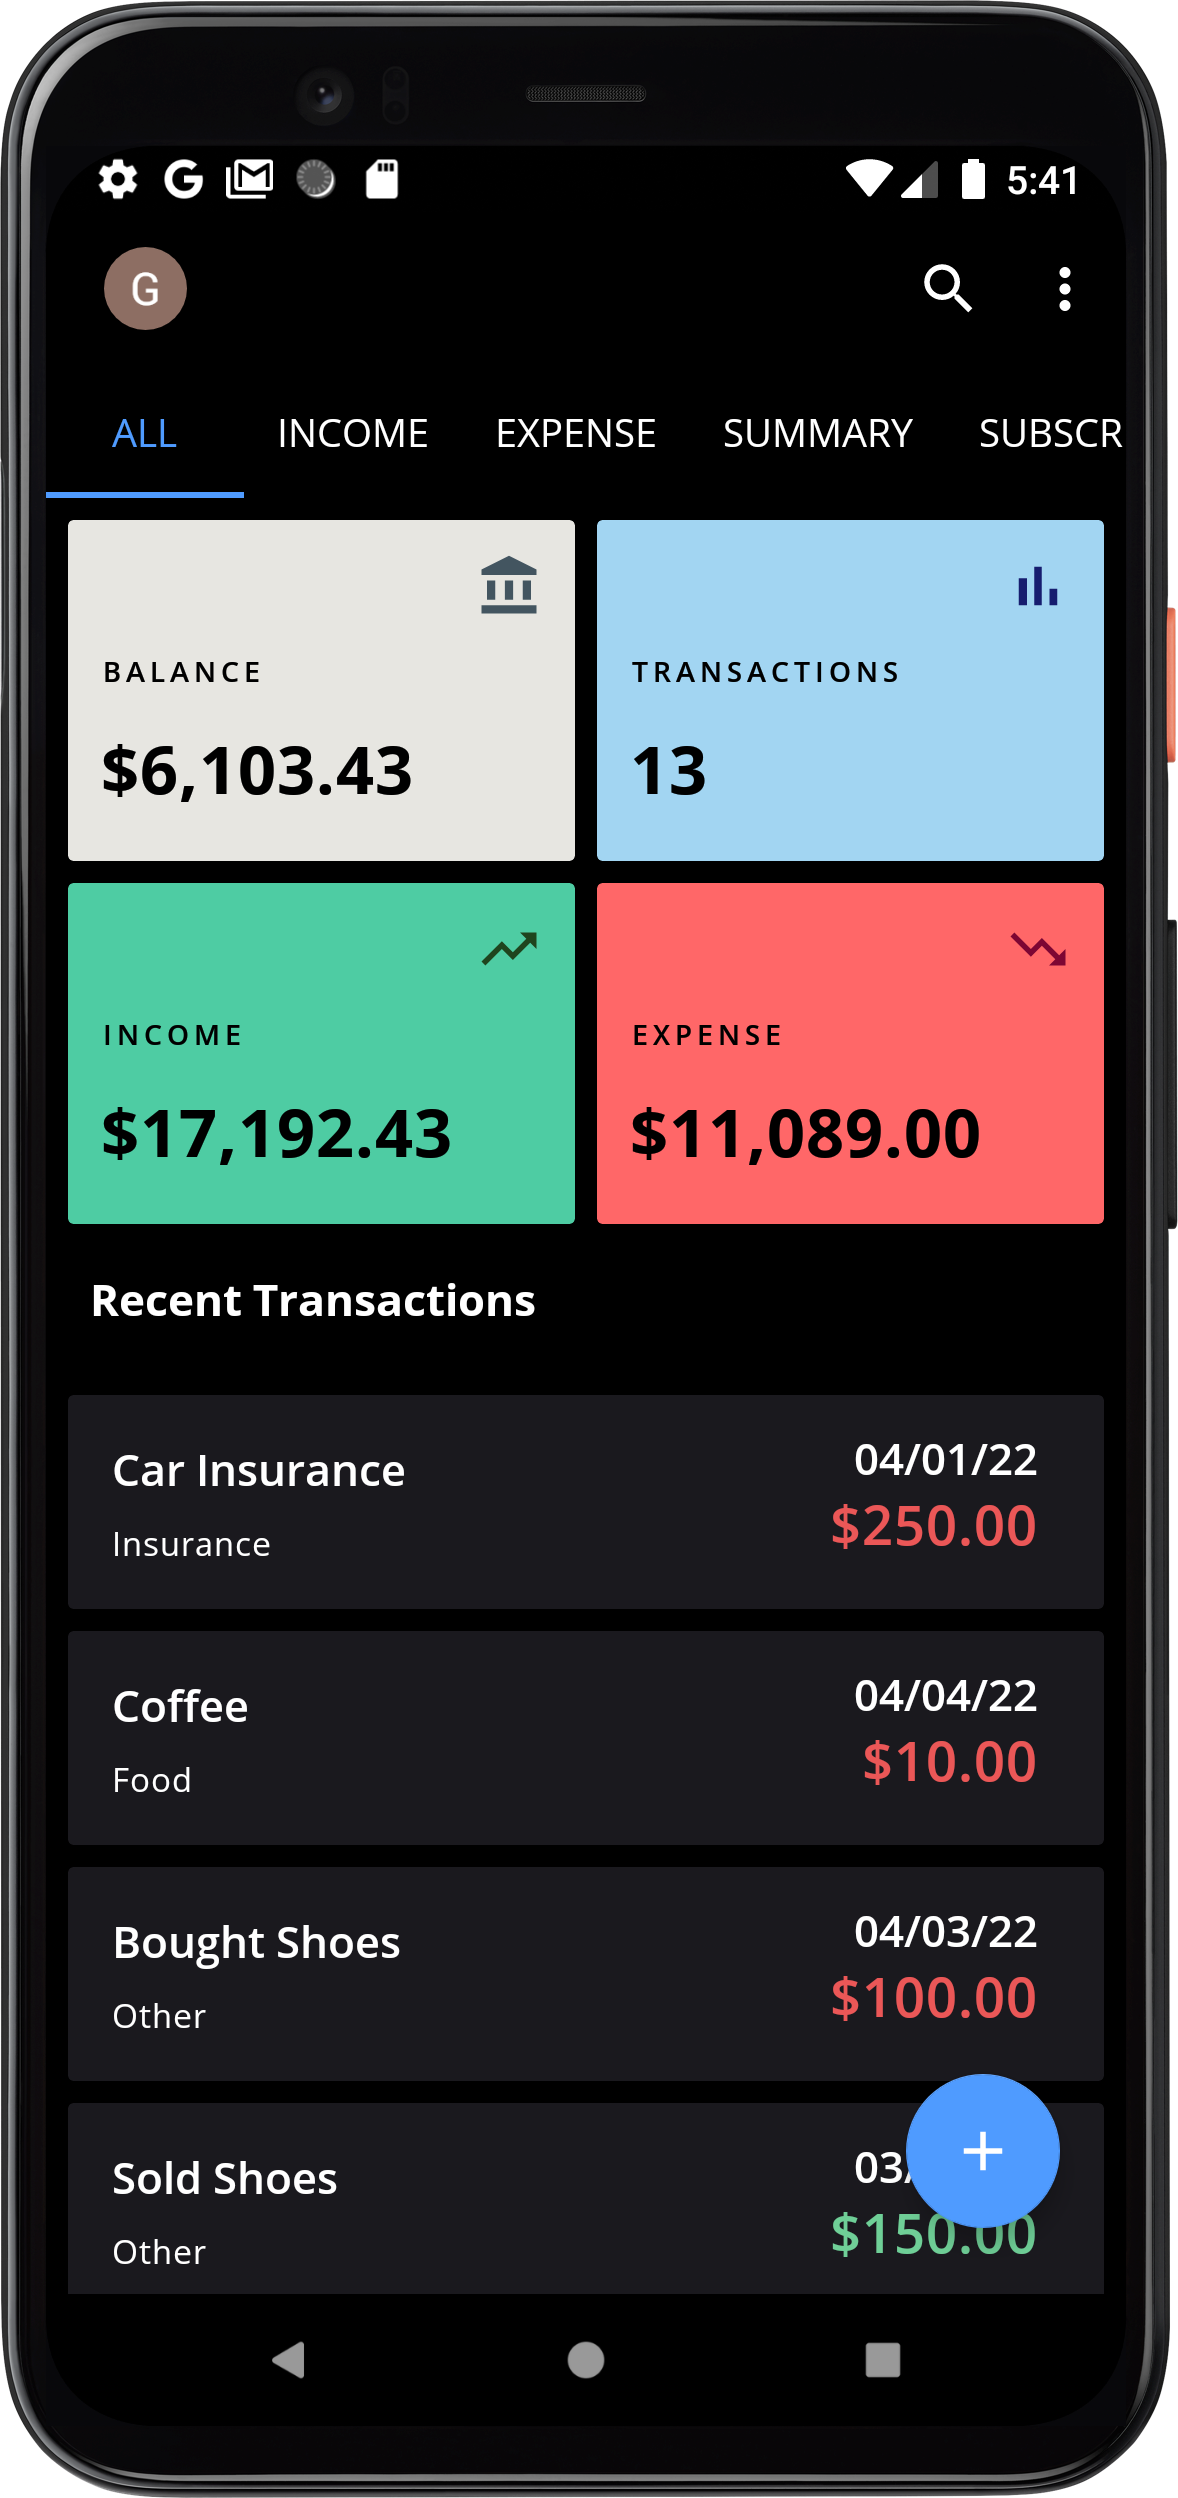 5:41
G
ALL INCOME EXPENSE SUMMARY SUBSCR
BALANCE
$6,103.43
TRANSACTIONS
13
INCOME
$17,192.43
EXPENSE
$11,089.00
Recent Transactions
Car Insurance
04/01/22
Insurance
$250.00
Coffee
04/04/22
Food
$10.00
Bought Shoes
04/03/22
Other
$100.00
Sold Shoes
03/
Other
$150.00